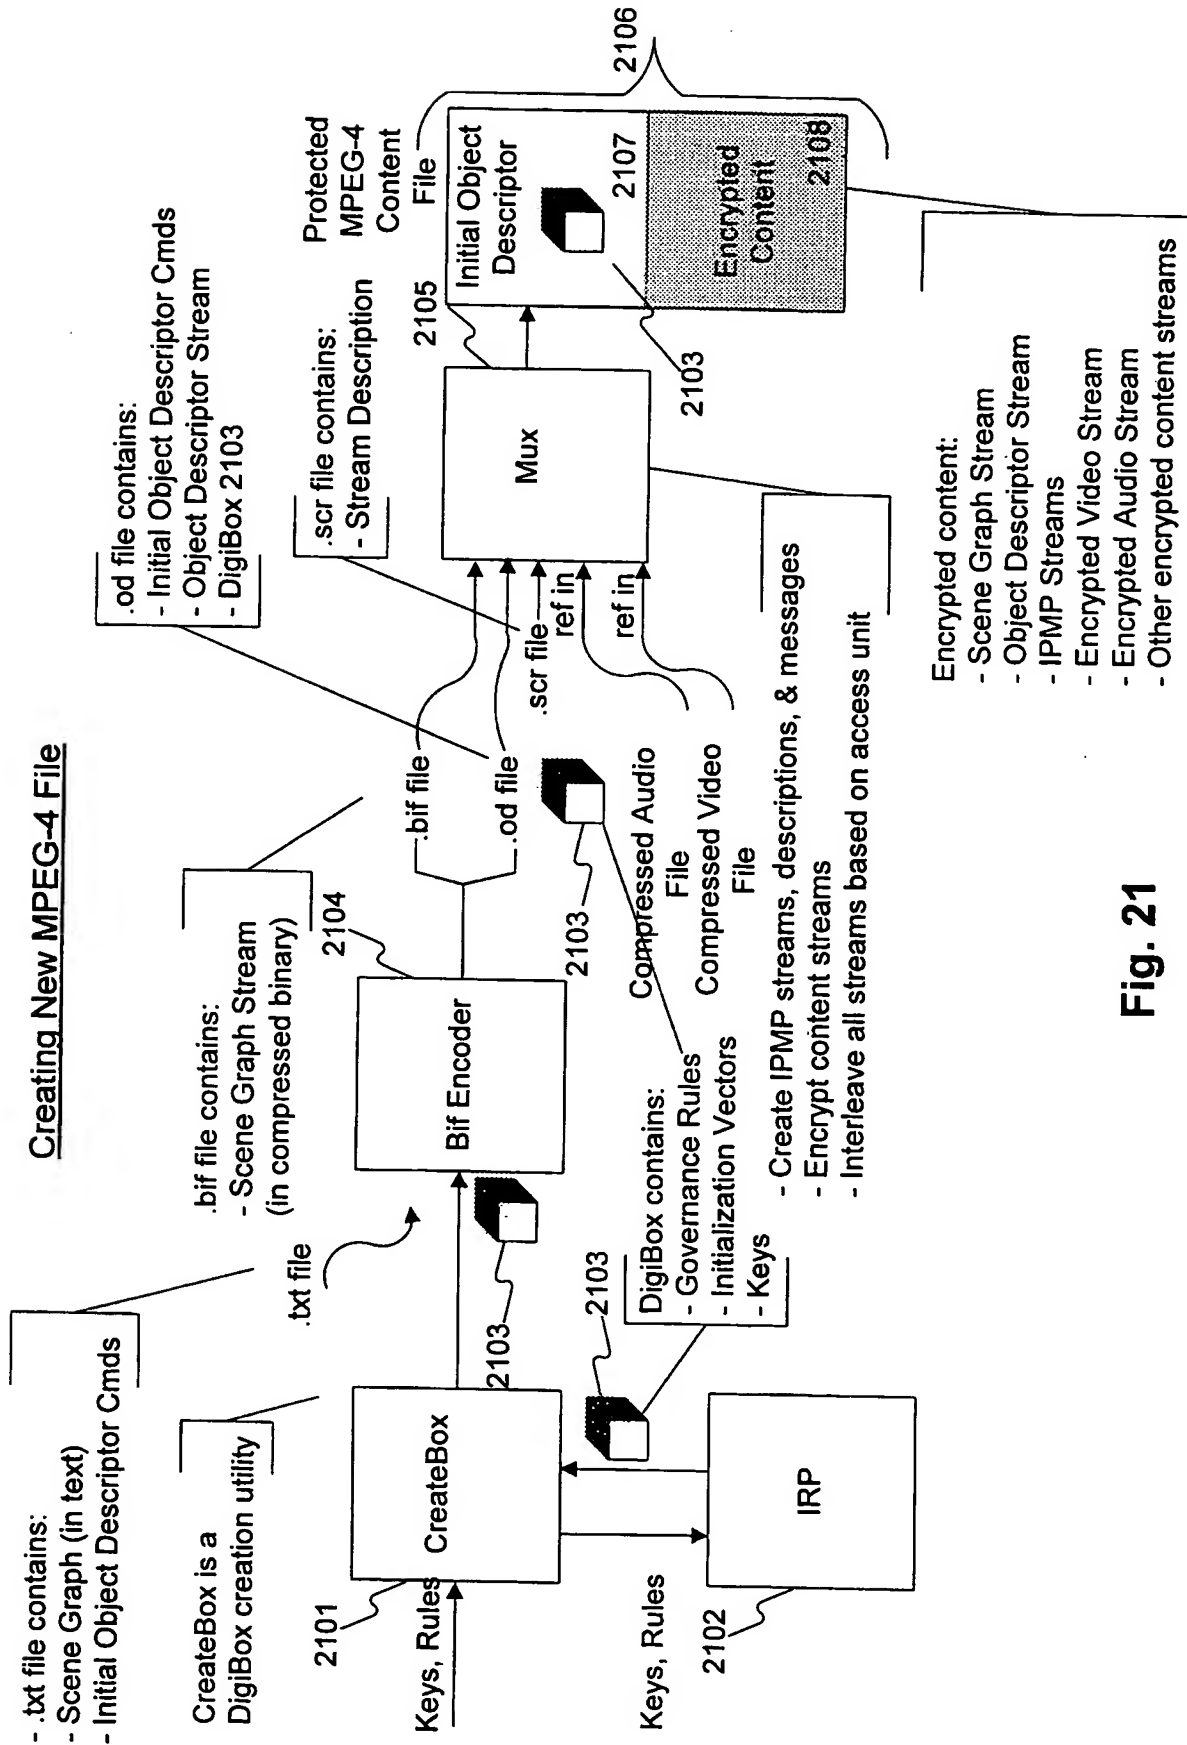 Creating New MPEG-4 File
- .txt file contains:
- Scene Graph (in text)
- Initial Object Descriptor Cmds
CreateBox is a
DigiBox creation utility
2101
Keys, Rules
CreateBox
Keys, Rules
2102
IRP
2103
DigiBox contains:
- Governance Rules
- Initialization Vectors
- Keys
.txt file
2103
.bif file contains:
- Scene Graph Stream
(in compressed binary)
2104
Bif Encoder
.bif file
.od file
2103
Compressed Audio
File
Compressed Video
File
.od file contains:
- Initial Object Descriptor Cmds
- Object Descriptor Stream
- DigiBox 2103
.scr file contains:
- Stream Description
.scr file
ref in
ref in
2105
Mux
- Create IPMP streams, descriptions, & messages
- Encrypt content streams
- Interleave all streams based on access unit
Protected
MPEG-4
Content
File
2106
Initial Object
Descriptor
2107
2103
Encrypted
Content
2108
Encrypted content:
- Scene Graph Stream
- Object Descriptor Stream
- IPMP Streams
- Encrypted Video Stream
- Encrypted Audio Stream
- Other encrypted content streams
Fig. 21